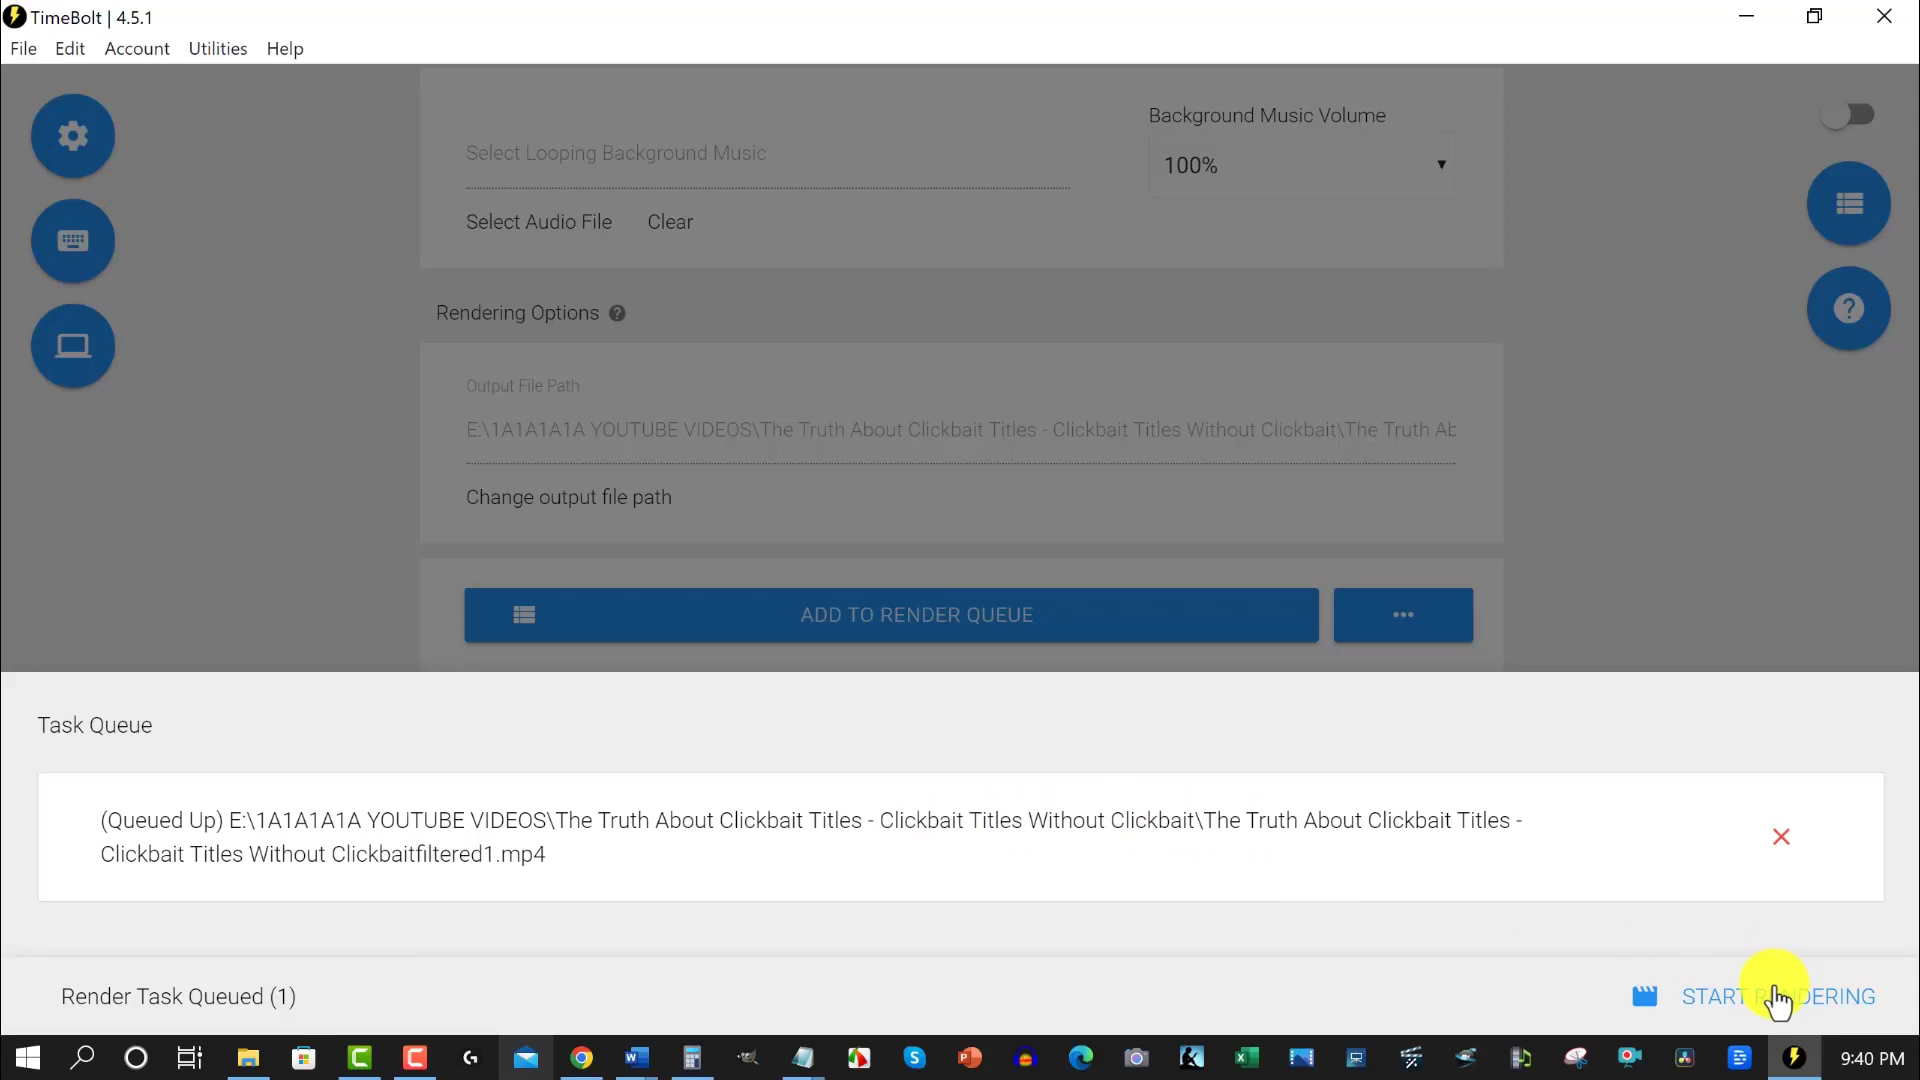 TimeBolt | 4.5.1
File Edit Account Utilities Help
Background Music Volume
Select Looping Background Music
100%
Select Audio File Clear
Rendering Options
Output File Path
E:\1A1A1A1A YOUTUBE VIDEOS\The Truth About Clickbait Titles - Clickbait Titles Without Clickbait\The Truth Ab
Change output file path
ADD TO RENDER QUEUE
Task Queue
(Queued Up) E:\1A1A1A1A YOUTUBE VIDEOS\The Truth About Clickbait Titles - Clickbait Titles Without Clickbait\The Truth About Clickbait Titles -
Clickbait Titles Without Clickbaitfiltered1.mp4
Render Task Queued (1)
START RENDERING
9:40 PM